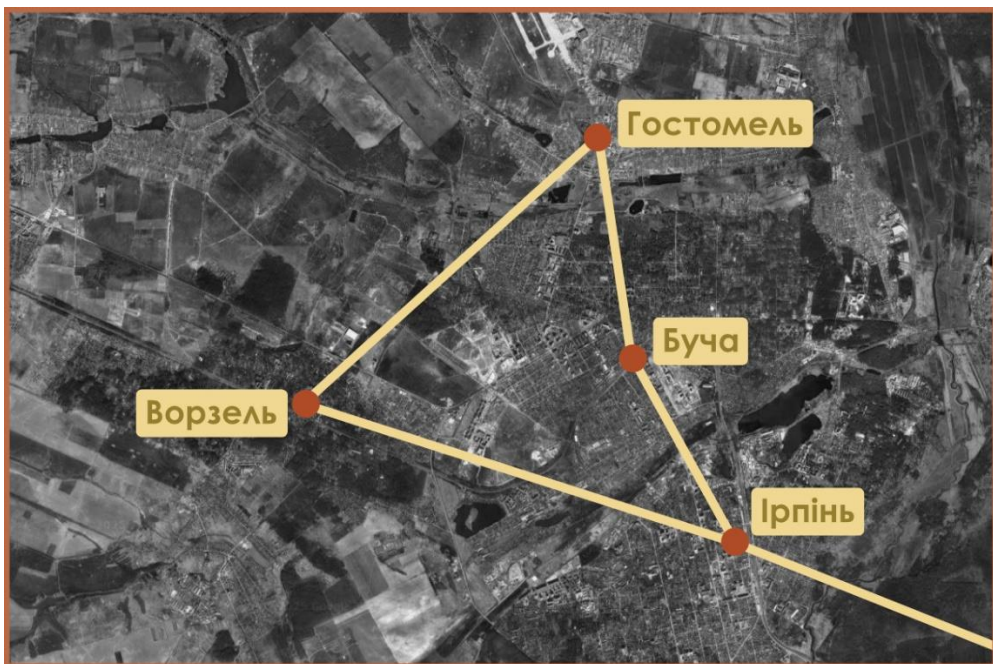 Гостомель
Буча
Ворзель
Ірпінь